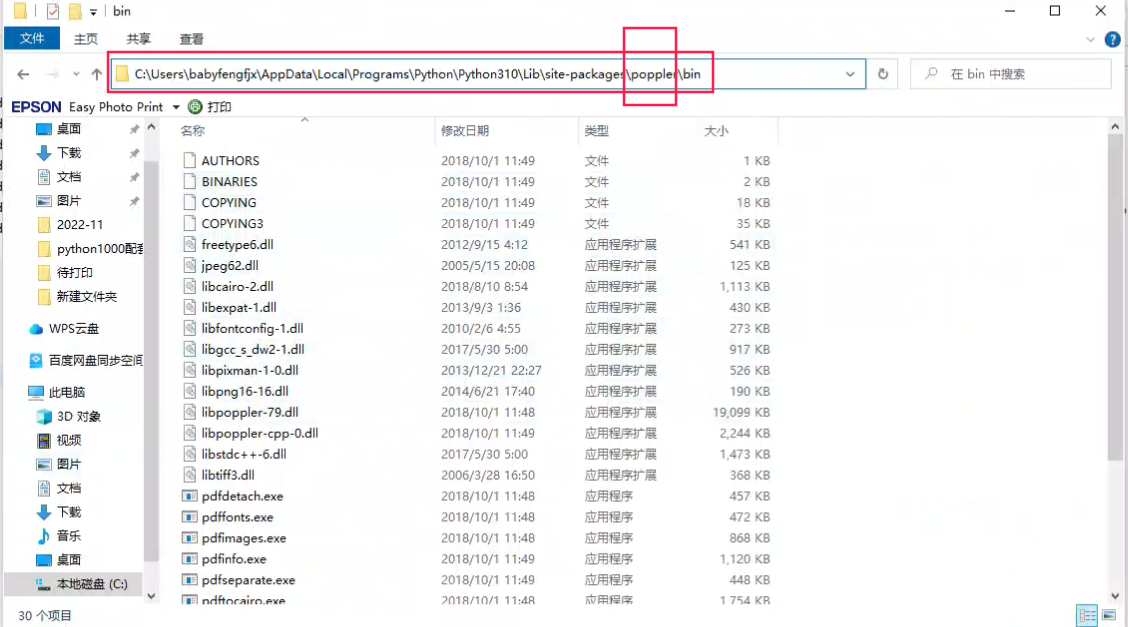 bin
文件 主页 共享 查看
C:\Users\babyfengfjx\AppData\Local\Programs\Python\Python310\Lib\site-packages\poppler\bin
在 bin 中搜索
EPSON Easy Photo Print 打印
桌面
下载
文档
图片
2022-11
python1000配套
待打印
新建文件夹
WPS云盘
百度网盘同步空间
此电脑
3D 对象
视频
图片
文档
下载
音乐
桌面
本地磁盘 (C:)
名称 修改日期 类型 大小
AUTHORS 2018/10/1 11:49 文件 1 KB
BINARIES 2018/10/1 11:49 文件 2 KB
COPYING 2018/10/1 11:49 文件 18 KB
COPYING3 2018/10/1 11:49 文件 35 KB
freetype6.dll 2012/9/15 4:12 应用程序扩展 541 KB
jpeg62.dll 2005/5/15 20:08 应用程序扩展 125 KB
libcairo-2.dll 2018/8/10 8:54 应用程序扩展 1,113 KB
libexpat-1.dll 2013/9/3 1:36 应用程序扩展 430 KB
libfontconfig-1.dll 2010/2/6 4:55 应用程序扩展 273 KB
libgcc_s_dw2-1.dll 2017/5/30 5:00 应用程序扩展 917 KB
libpixman-1-0.dll 2013/12/21 22:27 应用程序扩展 526 KB
libpng16-16.dll 2014/6/21 17:40 应用程序扩展 190 KB
libpoppler-79.dll 2018/10/1 11:48 应用程序扩展 19,099 KB
libpoppler-cpp-0.dll 2018/10/1 11:49 应用程序扩展 2,244 KB
libstdc++-6.dll 2017/5/30 5:00 应用程序扩展 1,473 KB
libtiff3.dll 2006/3/28 16:50 应用程序扩展 368 KB
pdfdetach.exe 2018/10/1 11:48 应用程序 457 KB
pdffonts.exe 2018/10/1 11:48 应用程序 472 KB
pdfimages.exe 2018/10/1 11:48 应用程序 868 KB
pdfinfo.exe 2018/10/1 11:49 应用程序 1,120 KB
pdfseparate.exe 2018/10/1 11:49 应用程序 448 KB
pdftocairo.exe 2018/10/1 11:48 应用程序 1,754 KB
30 个项目